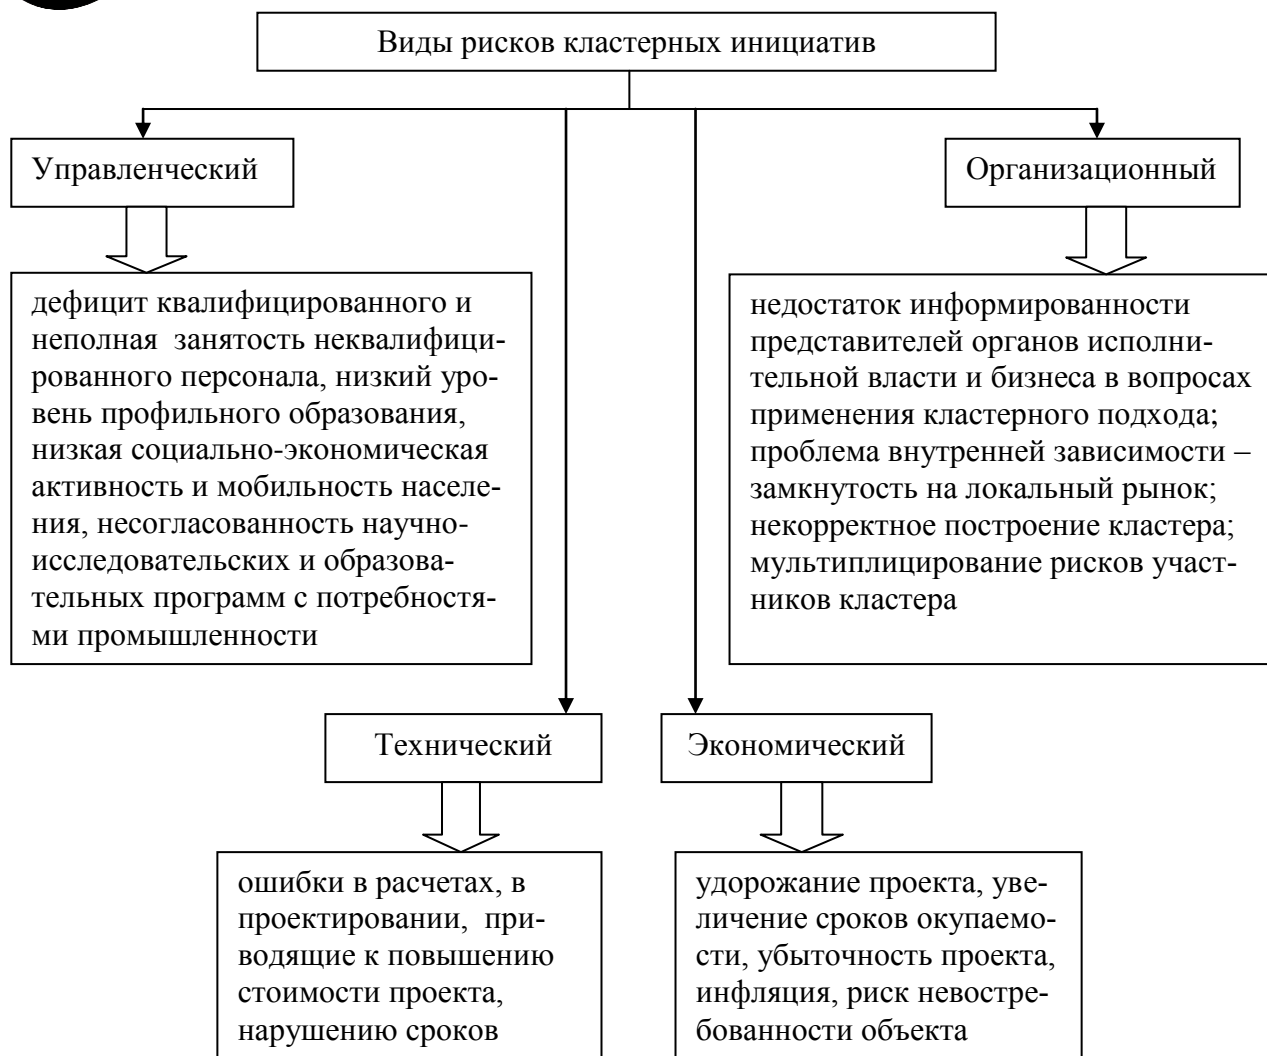 Виды рисков кластерных инициатив
Управленческий
Организационный
дефицит квалифицированного и
неполная занятость неквалифици-
рованного персонала, низкий уро-
вень профильного образования,
низкая социально-экономическая
активность и мобильность населе-
ния, несогласованность научно-
исследовательских и образова-
тельных программ с потребностя-
ми промышленности
недостаток информированности
представителей органов исполни-
тельной власти и бизнеса в вопросах
применения кластерного подхода;
проблема внутренней зависимости –
замкнутость на локальный рынок;
некорректное построение кластера;
мультиплицирование рисков участ-
ников кластера
Технический
Экономический
ошибки в расчетах, в
проектировании, при-
водящие к повышению
стоимости проекта,
нарушению сроков
удорожание проекта, уве-
личение сроков окупаемо-
сти, убыточность проекта,
инфляция, риск невостре-
бованности объекта